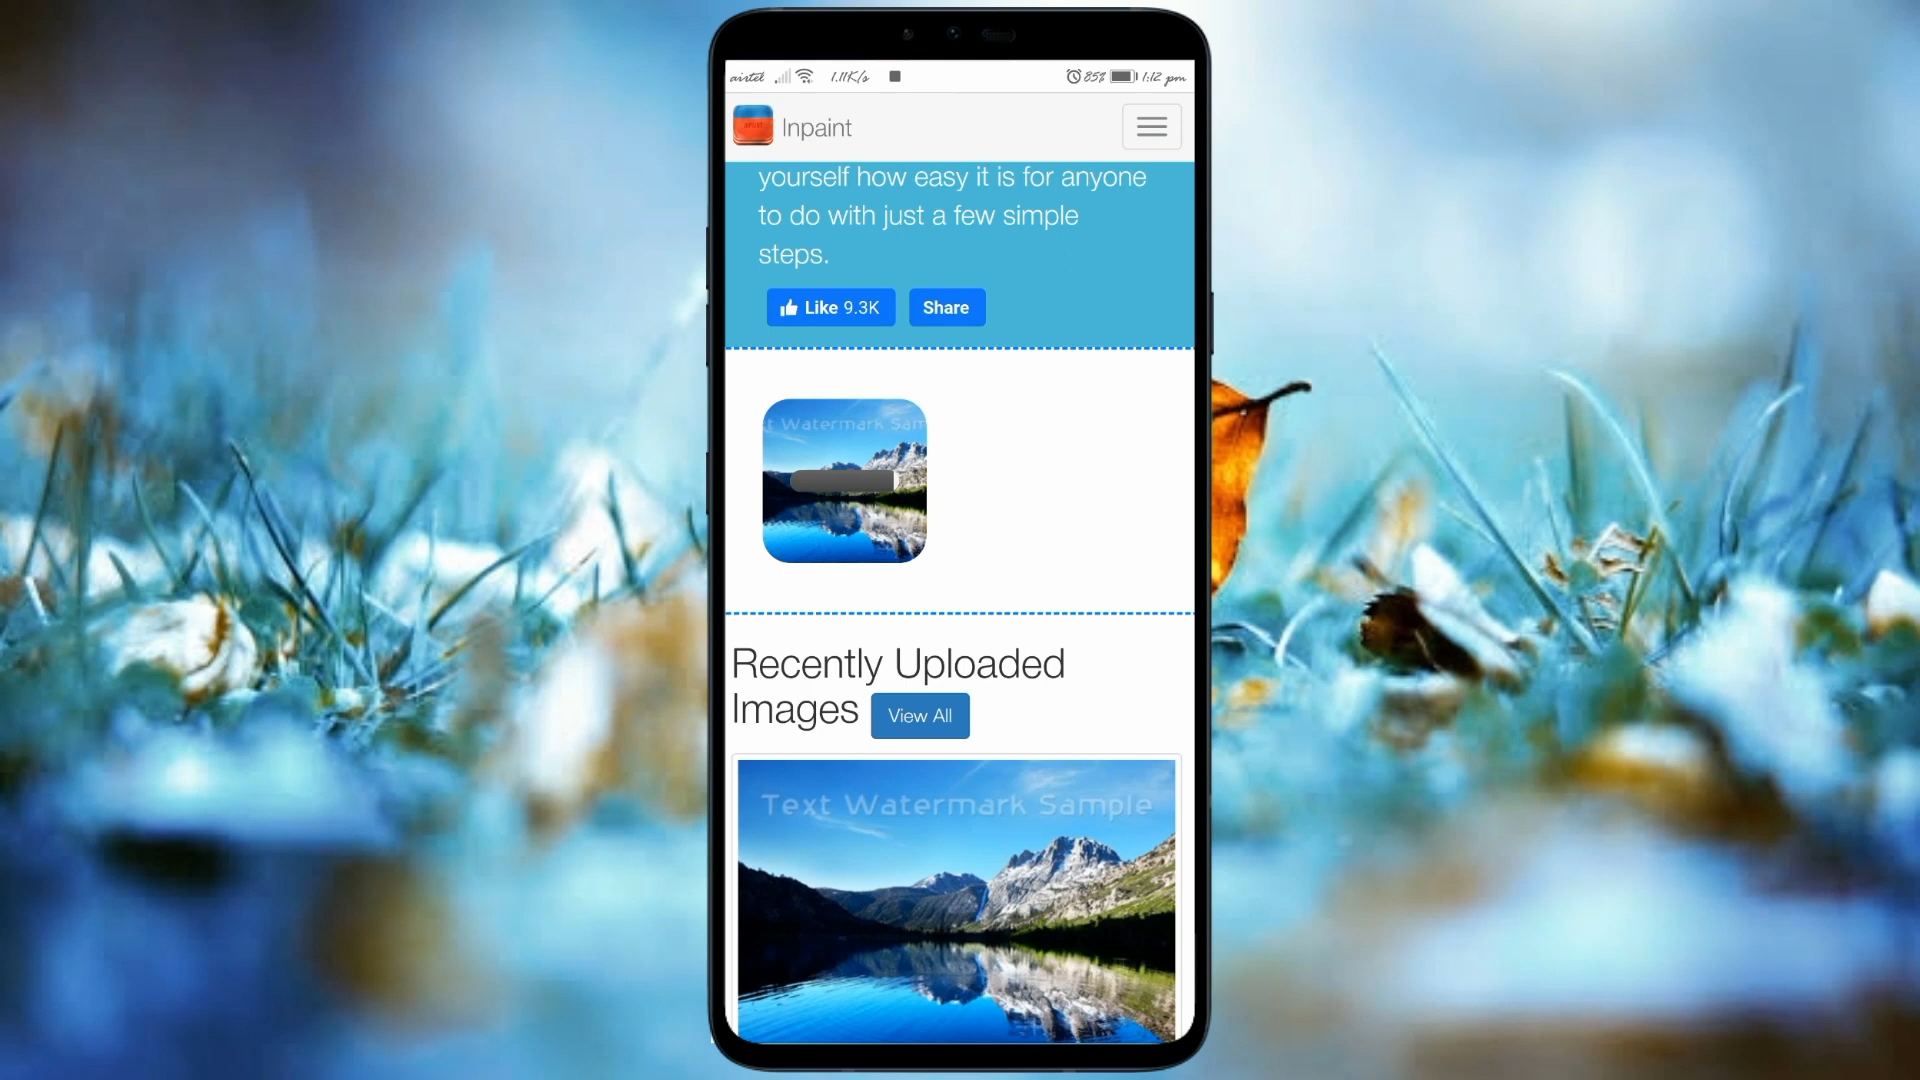 airtel 1.11K/s 85% 1:12 pm
Inpaint
yourself how easy it is for anyone
to do with just a few simple
steps.
Like 9.3K Share
t Watermark Sam
Recently Uploaded
Images View All
Text Watermark Sample